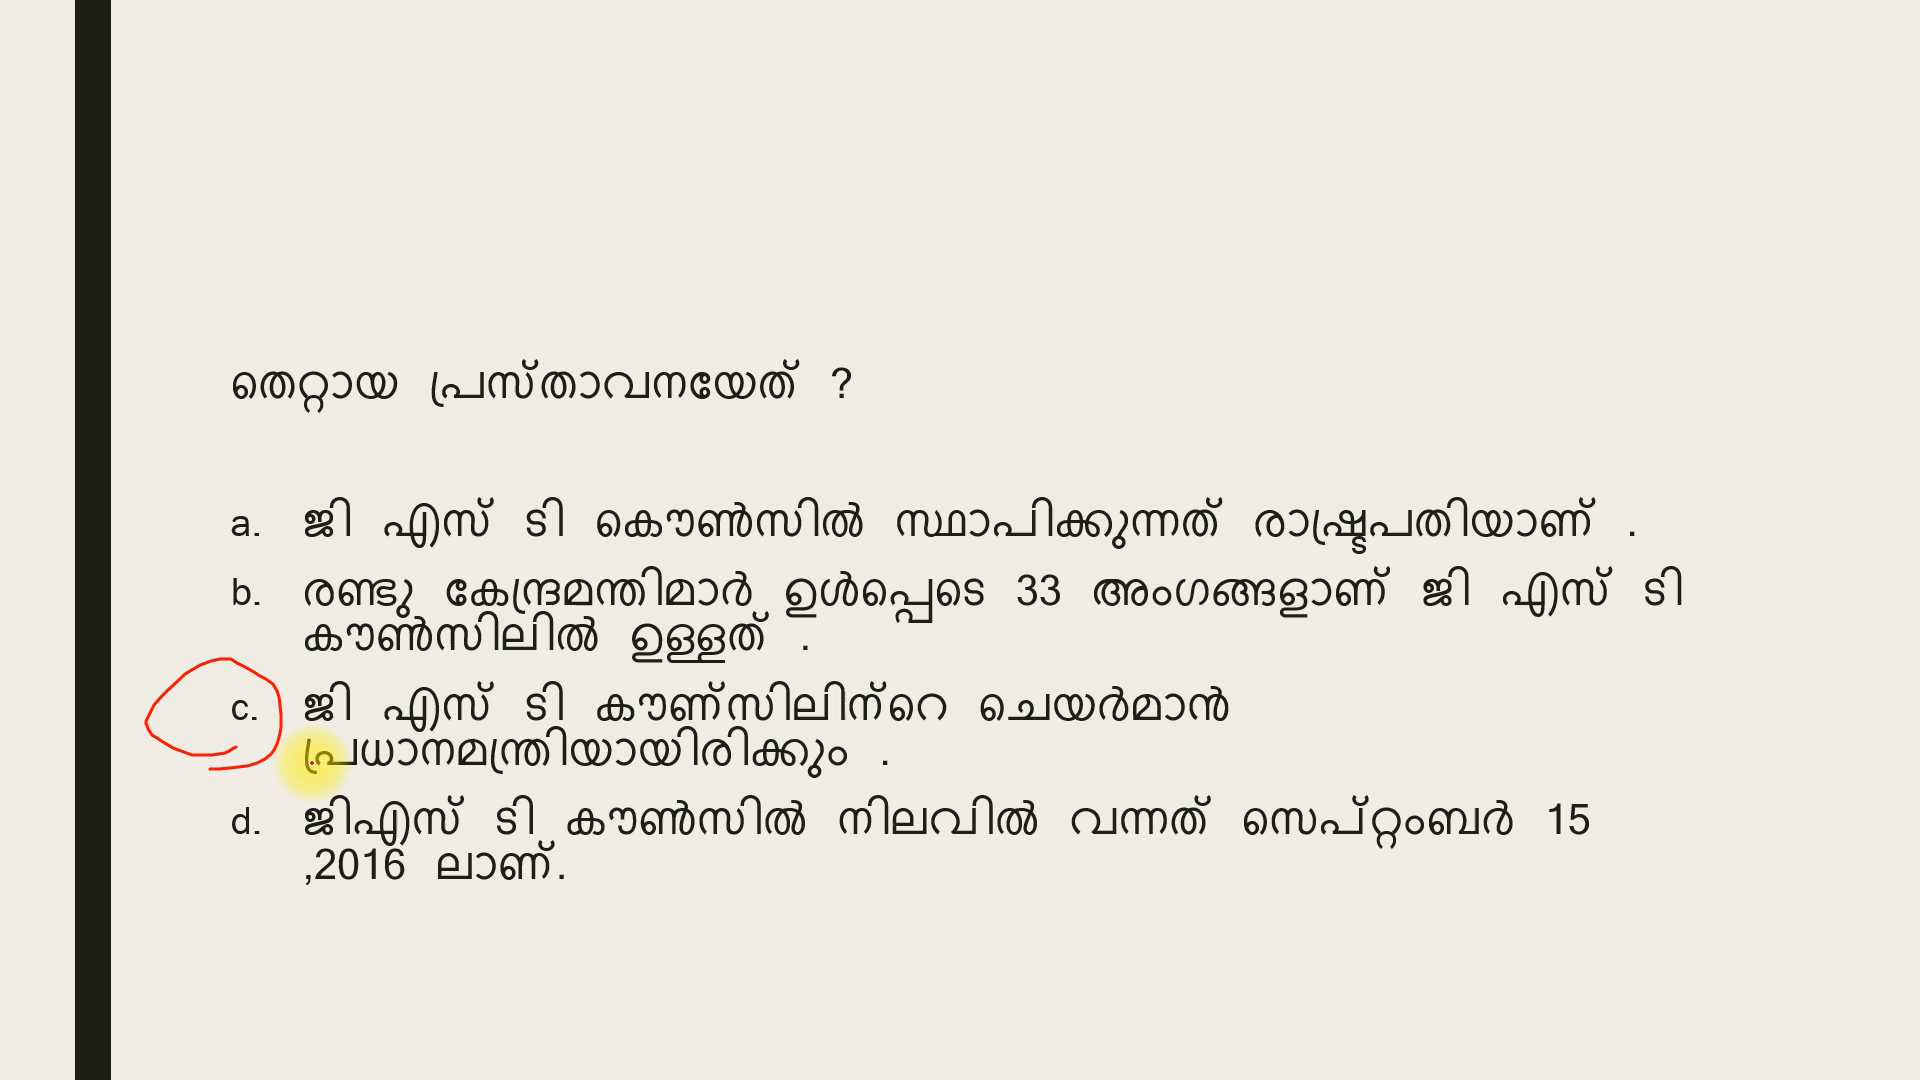 തെറ്റായ പ്രസ്താവനയേത് ?
a. ജി എസ് ടി കൌൺസിൽ സ്ഥാപിക്കുന്നത് രാഷ്ട്രപതിയാണ് .
b. രണ്ടു കേന്ദ്രമന്തിമാർ ഉൾപ്പെടെ 33 അംഗങ്ങളാണ് ജി എസ് ടി
കൗൺസിലിൽ ഉള്ളത് .
c. ജി എസ് ടി കൗണ്സിലിന്റെ ചെയർമാൻ
പ്രധാനമന്ത്രിയായിരിക്കും .
d. ജിഎസ് ടി കൗൺസിൽ നിലവിൽ വന്നത് സെപ്റ്റംബർ 15
,2016 ലാണ്.